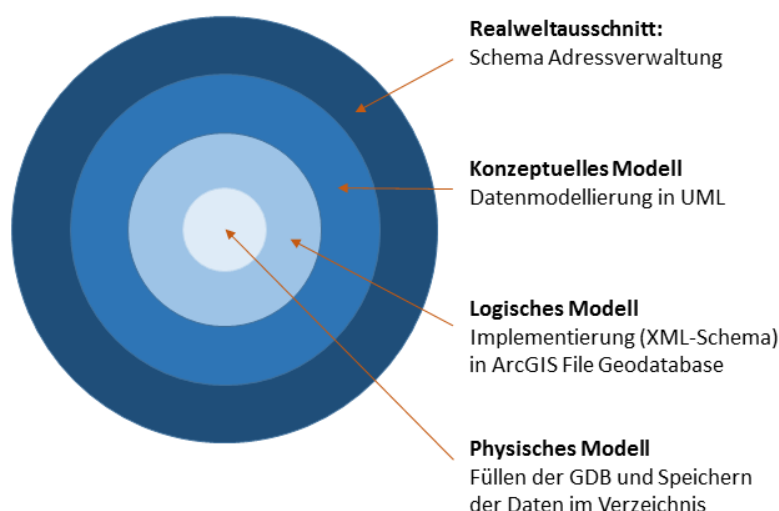 Realweltausschnitt:
Schema Adressverwaltung
Konzeptuelles Modell
Datenmodellierung in UML
Logisches Modell
Implementierung (XML-Schema)
in ArcGIS File Geodatabase
Physisches Modell
Füllen der GDB und Speichern
der Daten im Verzeichnis